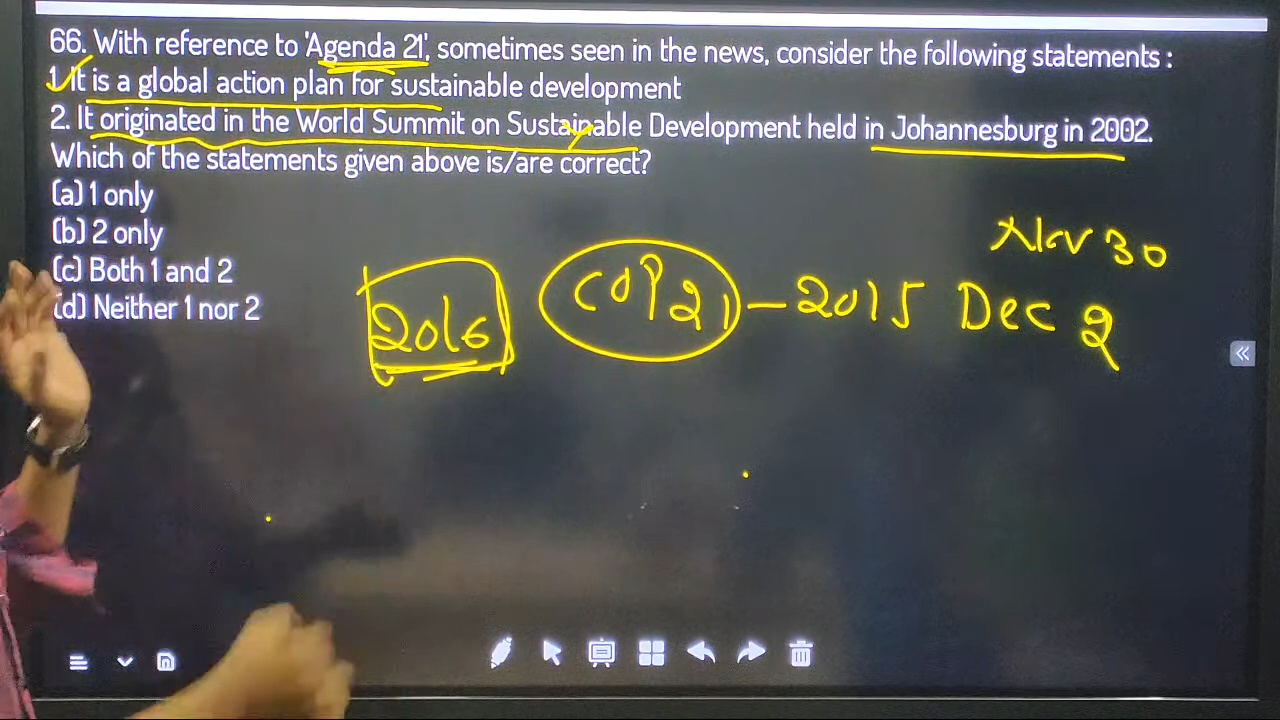 66. With reference to 'Agenda 21', sometimes seen in the news, consider the following statements :
1. It is a global action plan for sustainable development
2. It originated in the World Summit on Sustainable Development held in Johannesburg in 2002.
Which of the statements given above is/are correct?
(a) 1 only
(b) 2 only
(c) Both 1 and 2
(d) Neither 1 nor 2
Nov 30
2016 COP21 – 2015 Dec 2